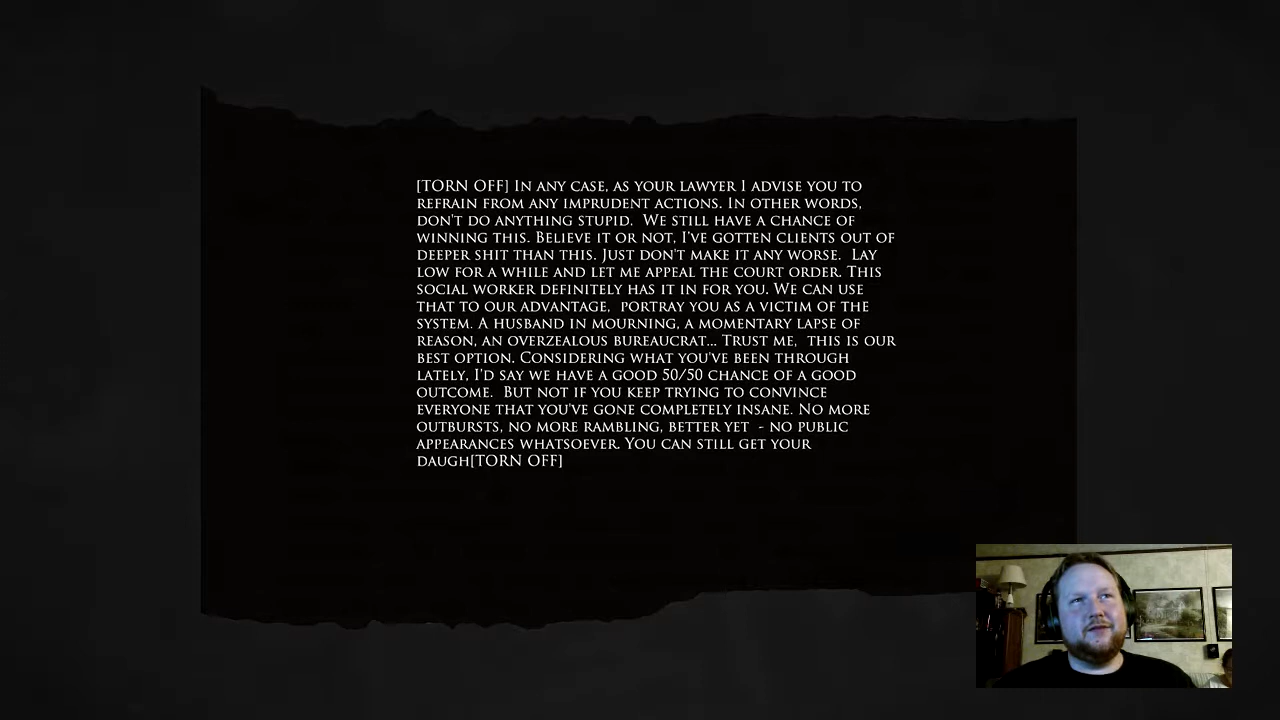 [TORN OFF] In any case, as your lawyer I advise you to
refrain from any imprudent actions. In other words,
don't do anything stupid.  We still have a chance of
winning this. Believe it or not, I've gotten clients out of
deeper shit than this. Just don't make it any worse.  Lay
low for a while and let me appeal the court order. This
social worker definitely has it in for you. We can use
that to our advantage,  portray you as a victim of the
system. A husband in mourning, a momentary lapse of
reason, an overzealous bureaucrat... Trust me,  this is our
best option. Considering what you've been through
lately, I'd say we have a good 50/50 chance of a good
outcome.  But not if you keep trying to convince
everyone that you've gone completely insane. No more
outbursts, no more rambling, better yet  - no public
appearances whatsoever. You can still get your
daugh[TORN OFF]